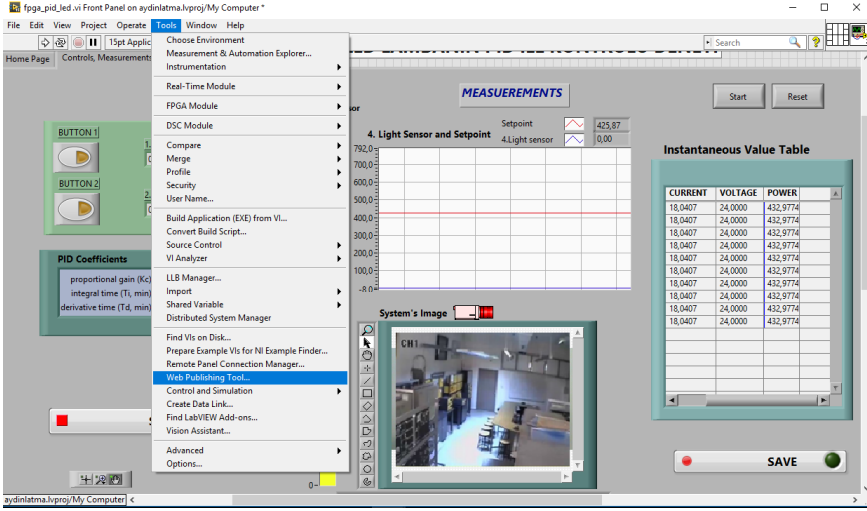 fpga_pid_led.vi Front Panel on aydinlatma.lvproj/My Computer *
File Edit View Project Operate Tools Window Help
15pt Applic
Search
Home Page
Controls, Measurements
Choose Environment
Measurement & Automation Explorer...
Instrumentation
Real-Time Module
FPGA Module
DSC Module
Compare
Merge
Profile
Security
User Name...
Build Application (EXE) from VI...
Convert Build Script...
Source Control
VI Analyzer
LLB Manager...
Import
Shared Variable
Distributed System Manager
Find VIs on Disk...
Prepare Example VIs for NI Example Finder...
Remote Panel Connection Manager...
Web Publishing Tool...
Control and Simulation
Create Data Link...
Find LabVIEW Add-ons...
Vision Assistant...
Advanced
Options...
BUTTON 1
1.
BUTTON 2
2.
PID Coefficients
proportional gain (Kc)
integral time (Ti, min)
derivative time (Td, min)
S
0-
sor
MEASUEREMENTS
Start
Reset
4. Light Sensor and Setpoint
Setpoint 425,87
4.Light sensor 0,00
792,0
700,0
600,0
500,0
400,0
300,0
200,0
100,0
-8,0
System's Image
CH1
Instantaneous Value Table
CURRENT VOLTAGE POWER
18,0407 24,0000 432,9774
18,0407 24,0000 432,9774
18,0407 24,0000 432,9774
18,0407 24,0000 432,9774
18,0407 24,0000 432,9774
18,0407 24,0000 432,9774
18,0407 24,0000 432,9774
18,0407 24,0000 432,9774
18,0407 24,0000 432,9774
18,0407 24,0000 432,9774
SAVE
aydinlatma.lvproj/My Computer